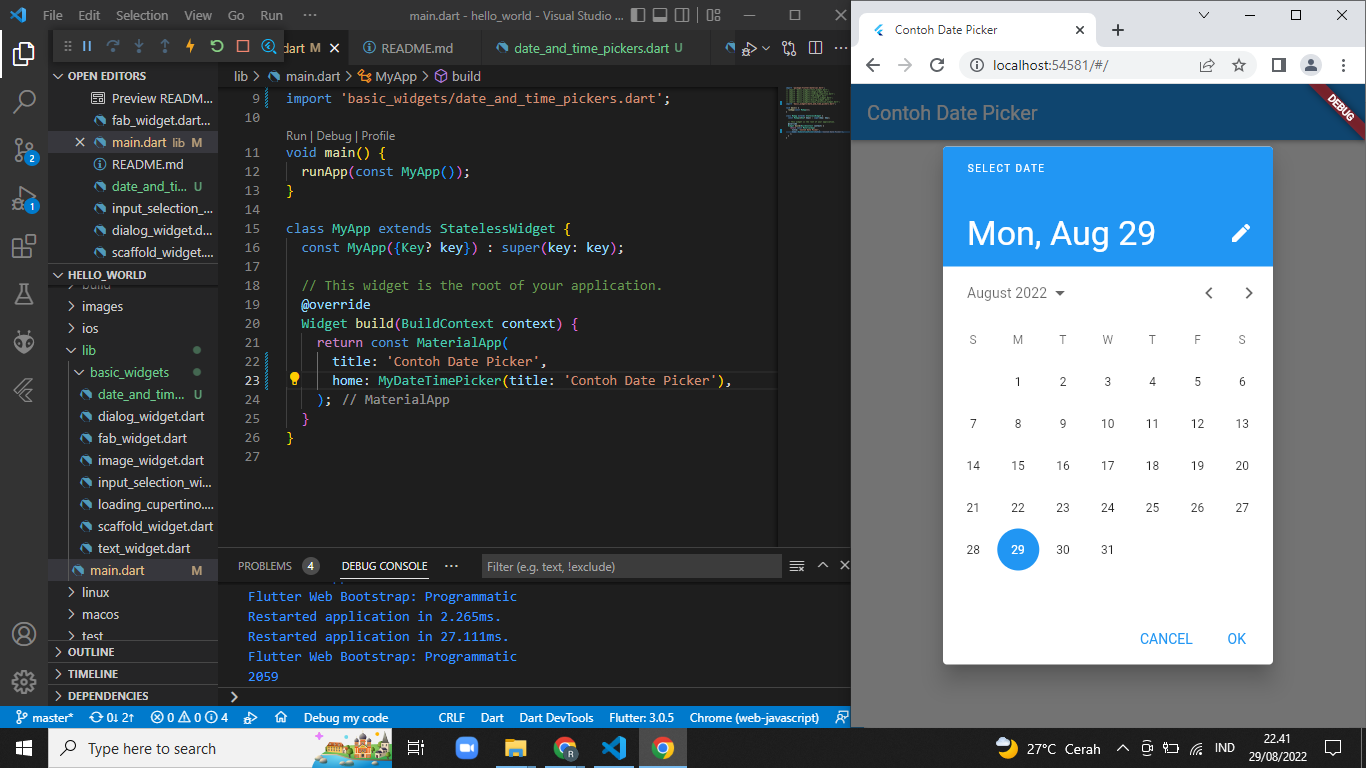 File Edit Selection View Go Run ··· main.dart - hello_world - Visual Studio ...
dart M README.md date_and_time_pickers.dart U
OPEN EDITORS
Preview READM...
fab_widget.dart...
main.dart lib M
README.md
date_and_ti... U
input_selection_...
dialog_widget.d...
scaffold_widget....
HELLO_WORLD
build
images
ios
lib
basic_widgets
date_and_tim... U
dialog_widget.dart
fab_widget.dart
image_widget.dart
input_selection_wi...
loading_cupertino....
scaffold_widget.dart
text_widget.dart
main.dart M
linux
macos
test
OUTLINE
TIMELINE
DEPENDENCIES
2
1
lib > main.dart > MyApp > build
9 import 'basic_widgets/date_and_time_pickers.dart';
10
Run | Debug | Profile
11 void main() {
12 runApp(const MyApp());
13 }
14
15 class MyApp extends StatelessWidget {
16 const MyApp({Key? key}) : super(key: key);
17
18 // This widget is the root of your application.
19 @override
20 Widget build(BuildContext context) {
21 return const MaterialApp(
22 title: 'Contoh Date Picker',
23 home: MyDateTimePicker(title: 'Contoh Date Picker'),
24 ); // MaterialApp
25 }
26 }
27
PROBLEMS 4 DEBUG CONSOLE ··· Filter (e.g. text, !exclude)
Flutter Web Bootstrap: Programmatic
Restarted application in 2.265ms.
Restarted application in 27.111ms.
Flutter Web Bootstrap: Programmatic
2059
master* 0↓ 2↑ 0 0 4 Debug my code CRLF Dart Dart DevTools Flutter: 3.0.5 Chrome (web-javascript)
Contoh Date Picker
localhost:54581/#/
Contoh Date Picker
DEBUG
SELECT DATE
Mon, Aug 29
August 2022
S M T W T F S
1 2 3 4 5 6
7 8 9 10 11 12 13
14 15 16 17 18 19 20
21 22 23 24 25 26 27
28 29 30 31
CANCEL OK
Type here to search
27°C Cerah
IND
22.41
29/08/2022